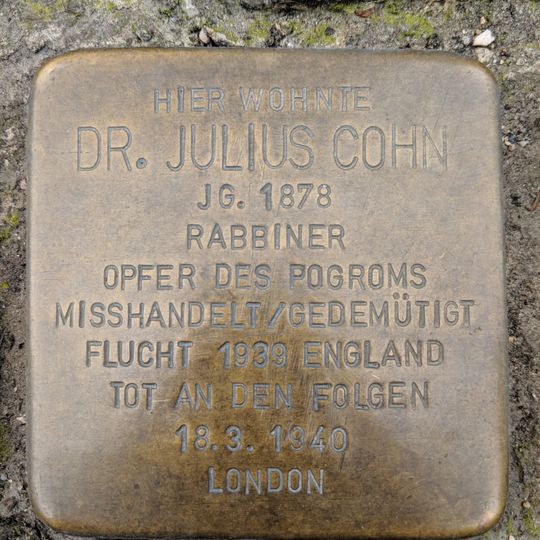 HIER WOHNTE
DR. JULIUS COHN
JG. 1878
RABBINER
OPFER DES POGROMS
MISSHANDELT/GEDEMÜTIGT
FLUCHT 1939 ENGLAND
TOT AN DEN FOLGEN
18.3.1940
LONDON